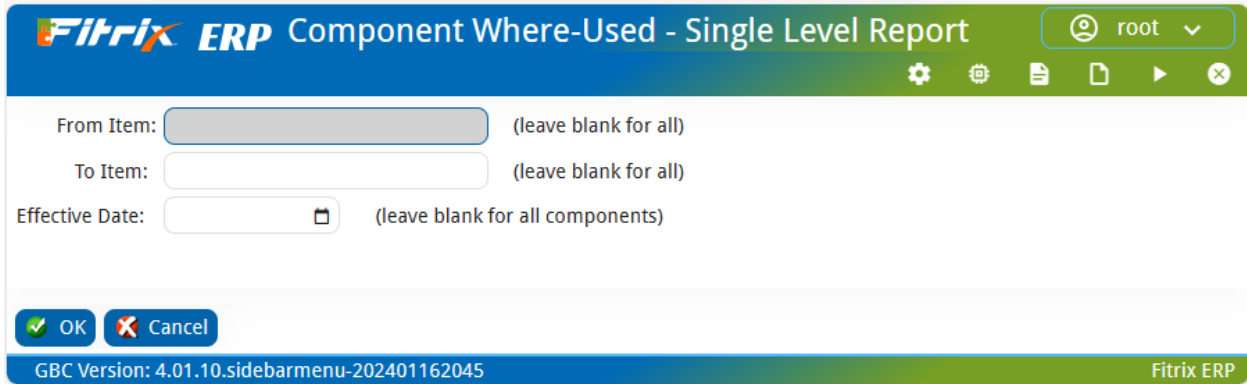 Fitrix ERP Component Where-Used - Single Level Report root
From Item: (leave blank for all)
To Item: (leave blank for all)
Effective Date: (leave blank for all components)
OK Cancel
GBC Version: 4.01.10.sidebarmenu-202401162045 Fitrix ERP